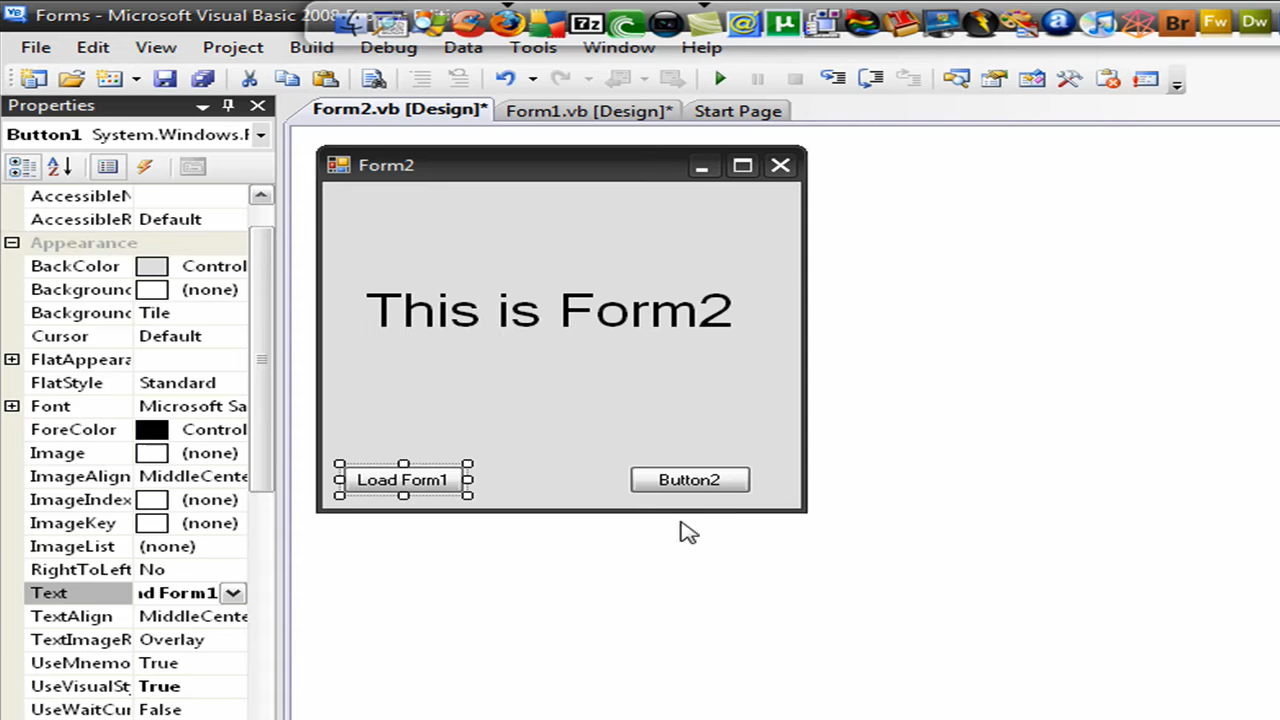 Forms - Microsoft Visual Basic 2008
7z @ µ a Br Fw Dw
File Edit View Project Build Debug Data Tools Window Help
Properties
Form2.vb [Design]* Form1.vb [Design]* Start Page
Button1 System.Windows.F
A Z
Form2
AccessibleN
AccessibleR Default
Appearance
BackColor Control
Background (none)
Background Tile
Cursor Default
FlatAppeara
FlatStyle Standard
Font Microsoft Sa
ForeColor Control
Image (none)
ImageAlign MiddleCente
ImageIndex (none)
ImageKey (none)
ImageList (none)
RightToLeft No
Text d Form1
TextAlign MiddleCente
TextImageR Overlay
UseMnemo True
UseVisualSt True
UseWaitCur False
This is Form2
Load Form1 Button2